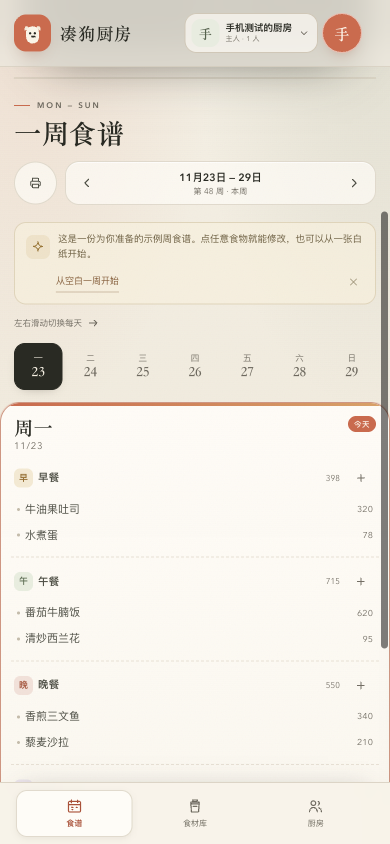 凑狗厨房
手
手机测试的厨房
主人 · 1 人
手
MON – SUN
一周食谱
11月23日 – 29日
第 48 周 · 本周
这是一份为你准备的示例周食谱。点任意食物就能修改，也可以从一张白
纸开始。
从空白一周开始
左右滑动切换每天 →
一 二 三 四 五 六 日
23 24 25 26 27 28 29
周一 今天
11/23
早 早餐 398 +
牛油果吐司 320
水煮蛋 78
午 午餐 715 +
番茄牛腩饭 620
清炒西兰花 95
晚 晚餐 550 +
香煎三文鱼 340
藜麦沙拉 210
食谱 食材库 厨房